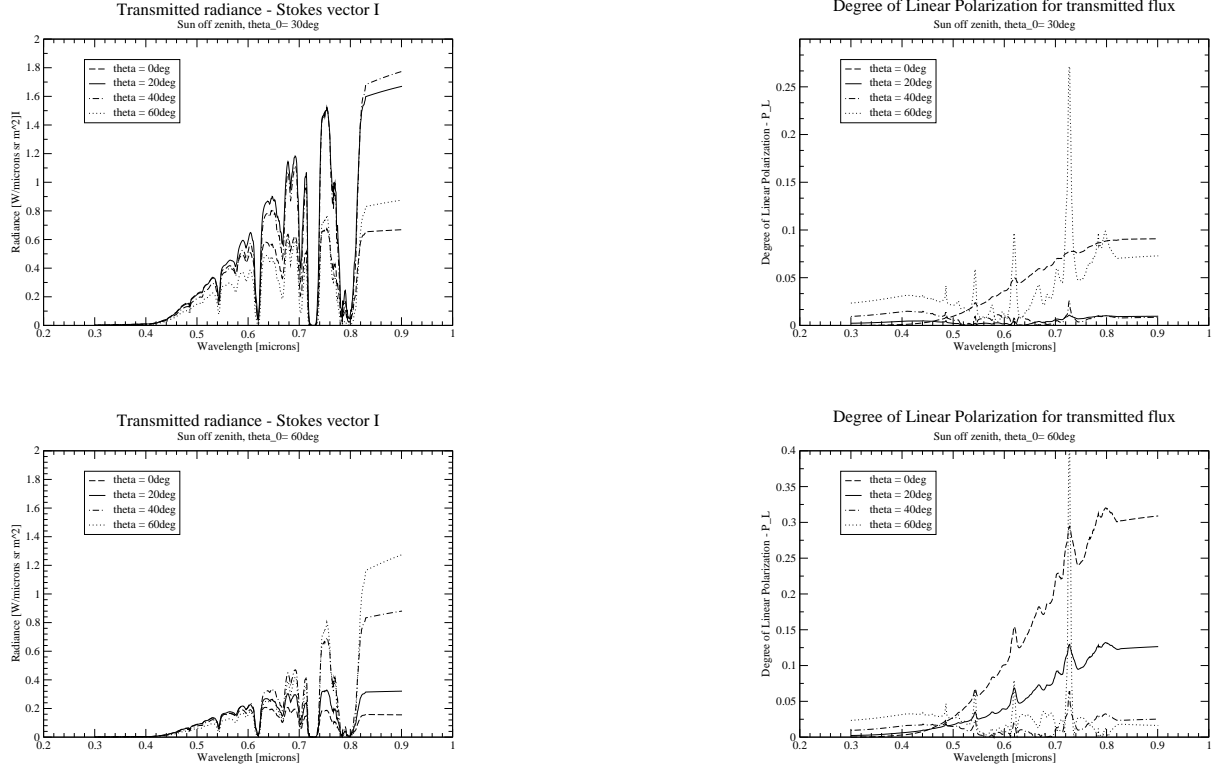 Transmitted radiance - Stokes vector I
Sun off zenith, theta_0= 30deg
Radiance [W/microns sr m^2]I
2
1.8
1.6
1.4
1.2
1
0.8
0.6
0.4
0.2
0
theta = 0deg
theta = 20deg
theta = 40deg
theta = 60deg
0.2 0.3 0.4 0.5 0.6 0.7 0.8 0.9 1
Wavelength [microns]
Degree of Linear Polarization for transmitted flux
Sun off zenith, theta_0= 30deg
Degree of Linear Polarization - P_L
0.25
0.2
0.15
0.1
0.05
0
theta = 0deg
theta = 20deg
theta = 40deg
theta = 60deg
0.2 0.3 0.4 0.5 0.6 0.7 0.8 0.9 1
Wavelength [microns]
Transmitted radiance - Stokes vector I
Sun off zenith, theta_0= 60deg
Radiance [W/microns sr m^2]
2
1.8
1.6
1.4
1.2
1
0.8
0.6
0.4
0.2
0
theta = 0deg
theta = 20deg
theta = 40deg
theta = 60deg
0.2 0.3 0.4 0.5 0.6 0.7 0.8 0.9 1
Wavelength [microns]
Degree of Linear Polarization for transmitted flux
Sun off zenith, theta_0= 60deg
Degree of Linear Polarization - P_L
0.4
0.35
0.3
0.25
0.2
0.15
0.1
0.05
0
theta = 0deg
theta = 20deg
theta = 40deg
theta = 60deg
0.2 0.3 0.4 0.5 0.6 0.7 0.8 0.9 1
Wavelength [microns]